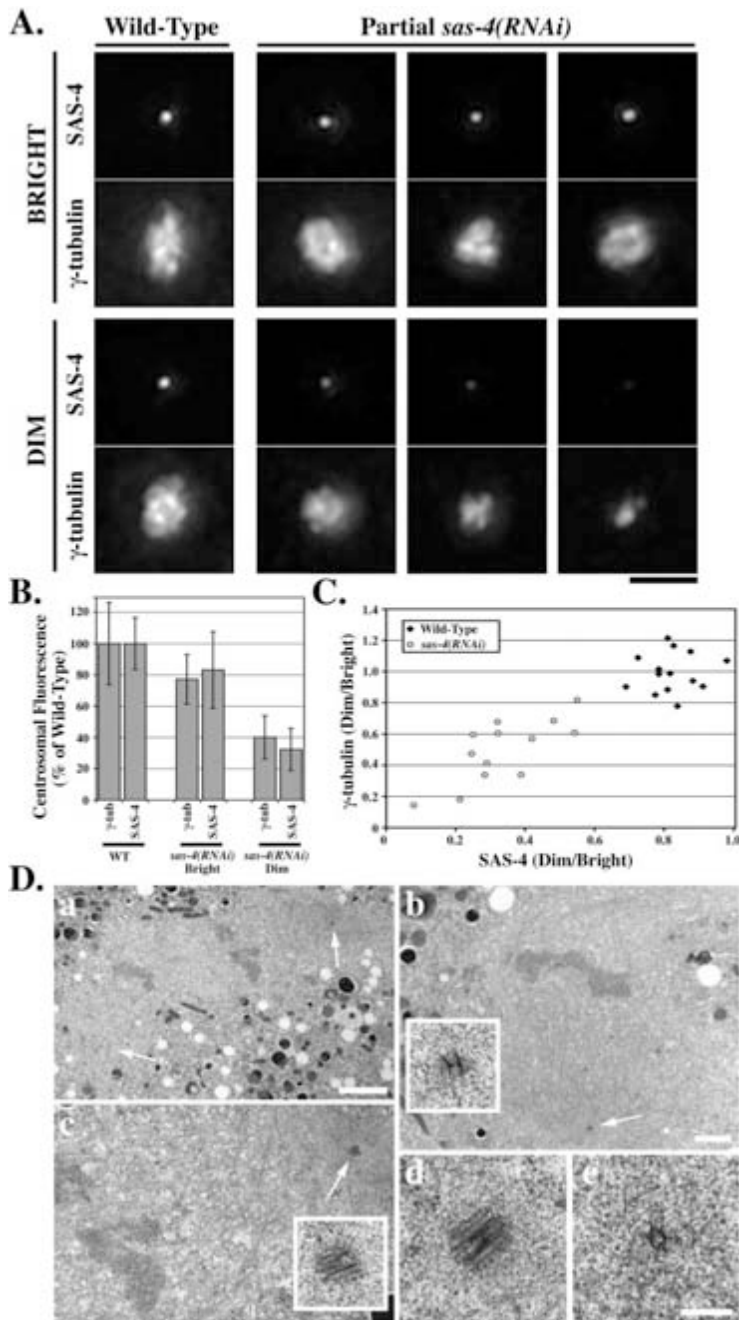 A.
Wild-Type
Partial sas-4(RNAi)
BRIGHT
SAS-4
γ-tubulin
DIM
SAS-4
γ-tubulin
B.
Centrosomal Fluorescence
(% of Wild-Type)
120
100
80
60
40
20
0
γ-tub
SAS-4
γ-tub
SAS-4
γ-tub
SAS-4
WT
sas-4(RNAi)
Bright
sas-4(RNAi)
Dim
C.
γ-tubulin (Dim/Bright)
1.4
1.2
1.0
0.8
0.6
0.4
0.2
0
Wild-Type
sas-4(RNAi)
0
0.2
0.4
0.6
0.8
1.0
SAS-4 (Dim/Bright)
D.
a
b
c
d
e